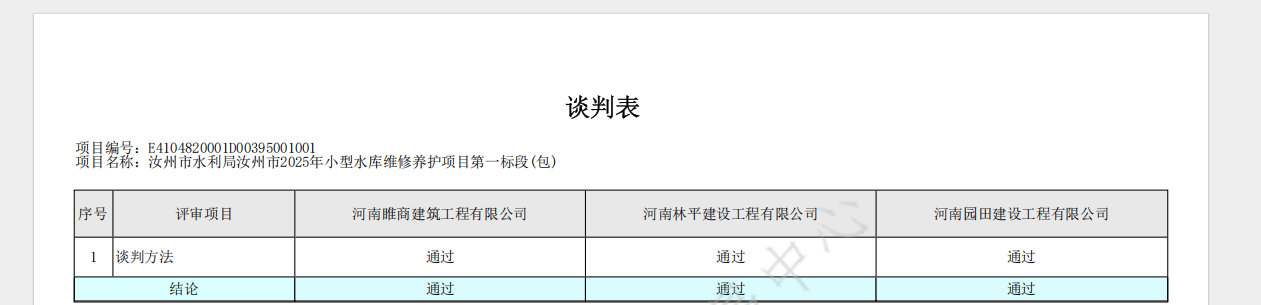 谈判表
项目编号：E4104820001D00395001001
项目名称：汝州市水利局汝州市2025年小型水库维修养护项目第一标段(包)
序号 评审项目 河南睢商建筑工程有限公司 河南林平建设工程有限公司 河南园田建设工程有限公司
1 谈判方法 通过 通过 通过
结论 通过 通过 通过
中心